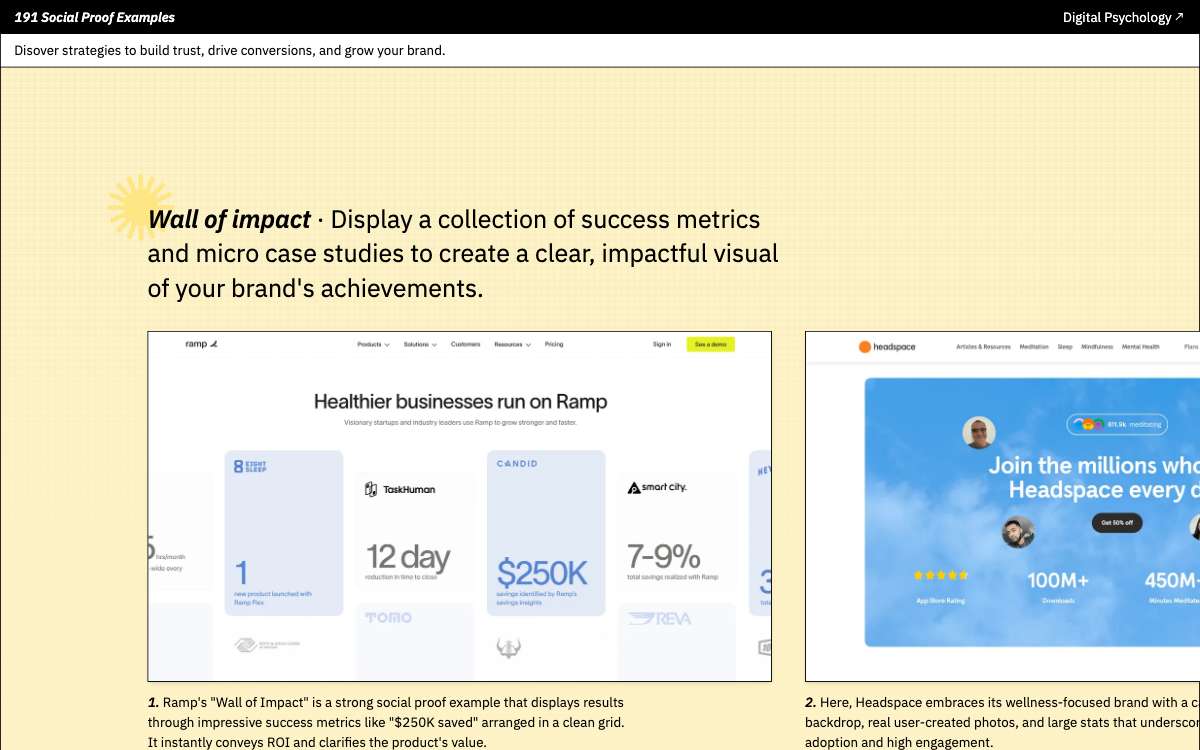 191 Social Proof Examples
Digital Psychology ↗
Disover strategies to build trust, drive conversions, and grow your brand.
Wall of impact · Display a collection of success metrics
and micro case studies to create a clear, impactful visual
of your brand's achievements.
ramp
Products
Solutions
Customers
Resources
Pricing
Sign in
See a demo
Healthier businesses run on Ramp
Visionary startups and industry leaders use Ramp to grow stronger and faster.
hrs/month
-wide every
8 EIGHT
SLEEP
1
new product launched with
Ramp Flex
TaskHuman
12 day
reduction in time to close
CANDID
$250K
savings identified by Ramp's
savings insights
smart city.
7-9%
total savings realized with Ramp
3
TOMO
REVA
1. Ramp's "Wall of Impact" is a strong social proof example that displays results
through impressive success metrics like "$250K saved" arranged in a clean grid.
It instantly conveys ROI and clarifies the product's value.
headspace
Articles & Resources
Meditation
Sleep
Mindfulness
Mental Health
Plans
811.9k meditating
Join the millions who
Headspace every d
Get 50% off
App Store Rating
100M+
Downloads
450M+
Minutes Meditate
2. Here, Headspace embraces its wellness-focused brand with a c
backdrop, real user-created photos, and large stats that underscor
adoption and high engagement.